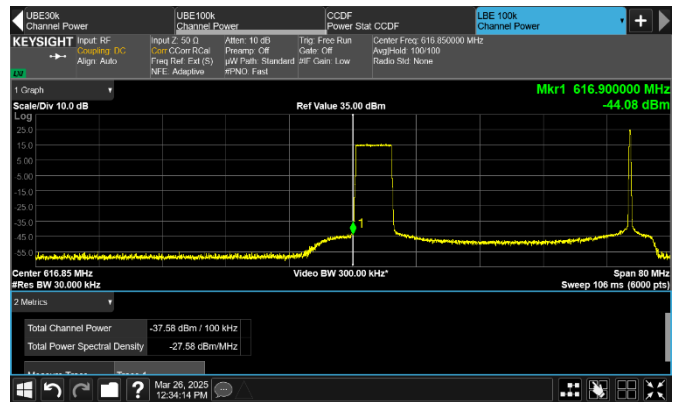 UBE30k
Channel Power
UBE100k
Channel Power
CCDF
Power Stat CCDF
LBE 100k
Channel Power
KEYSIGHT
Input: RF
Coupling: DC
Align: Auto
Input Z: 50 Ω
Corr CCorr RCal
Freq Ref: Ext (S)
NFE: Adaptive
Atten: 10 dB
Preamp: Off
µW Path: Standard
#PNO: Fast
Trig: Free Run
Gate: Off
#IF Gain: Low
Center Freq: 616.850000 MHz
Avg|Hold: 100/100
Radio Std: None
LXI
1 Graph
Mkr1 616.900000 MHz
Scale/Div 10.0 dB
Ref Value 35.00 dBm
-44.08 dBm
Log
25.0
15.0
5.00
-5.00
-15.0
-25.0
-35.0
-45.0
-55.0
1
Center 616.85 MHz
Video BW 300.00 kHz*
Span 80 MHz
#Res BW 30.000 kHz
Sweep 106 ms (6000 pts)
2 Metrics
Total Channel Power
-37.58 dBm / 100 kHz
Total Power Spectral Density
-27.58 dBm/MHz
Mar 26, 2025
12:34:14 PM